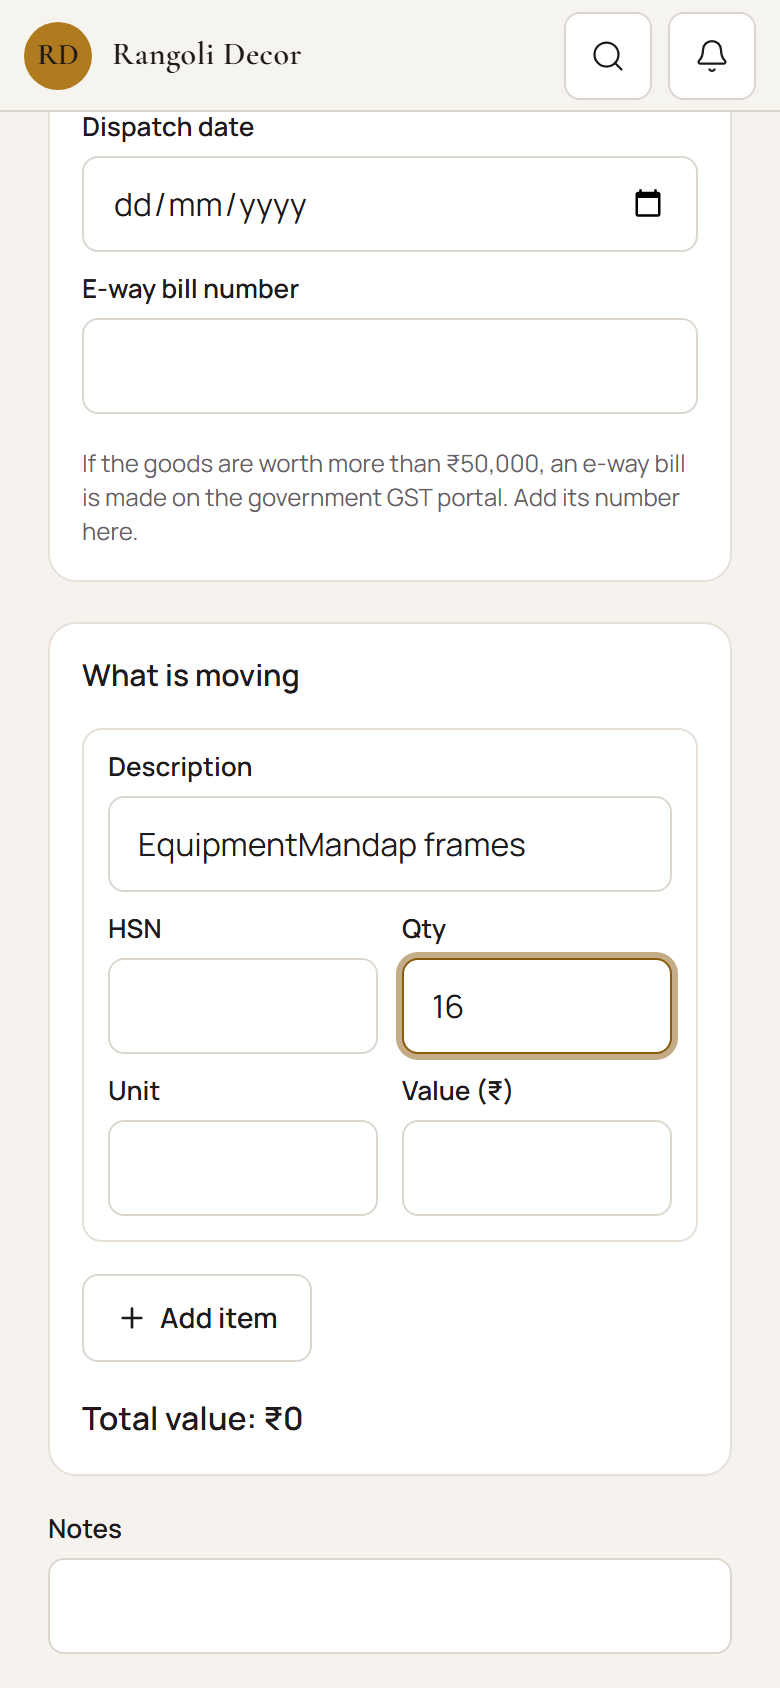 RD Rangoli Decor
Dispatch date
dd/mm/yyyy
E-way bill number
If the goods are worth more than ₹50,000, an e-way bill
is made on the government GST portal. Add its number
here.
What is moving
Description
EquipmentMandap frames
HSN Qty
16
Unit Value (₹)
+ Add item
Total value: ₹0
Notes